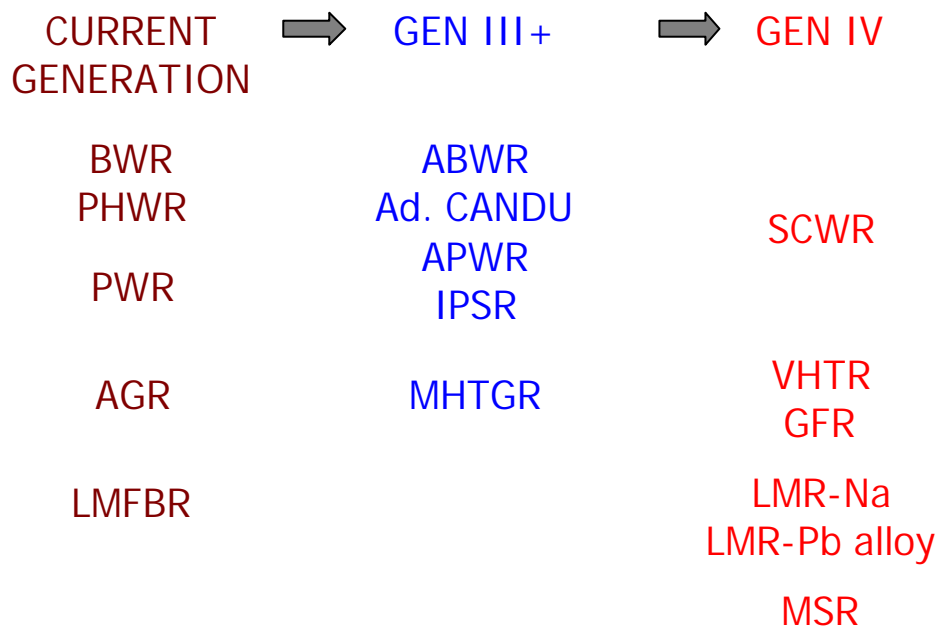 CURRENT GENERATION
GEN III+
GEN IV
BWR
PHWR
PWR
AGR
LMFBR
ABWR
Ad. CANDU
APWR
IPSR
MHTGR
SCWR
VHTR
GFR
LMR-Na
LMR-Pb alloy
MSR